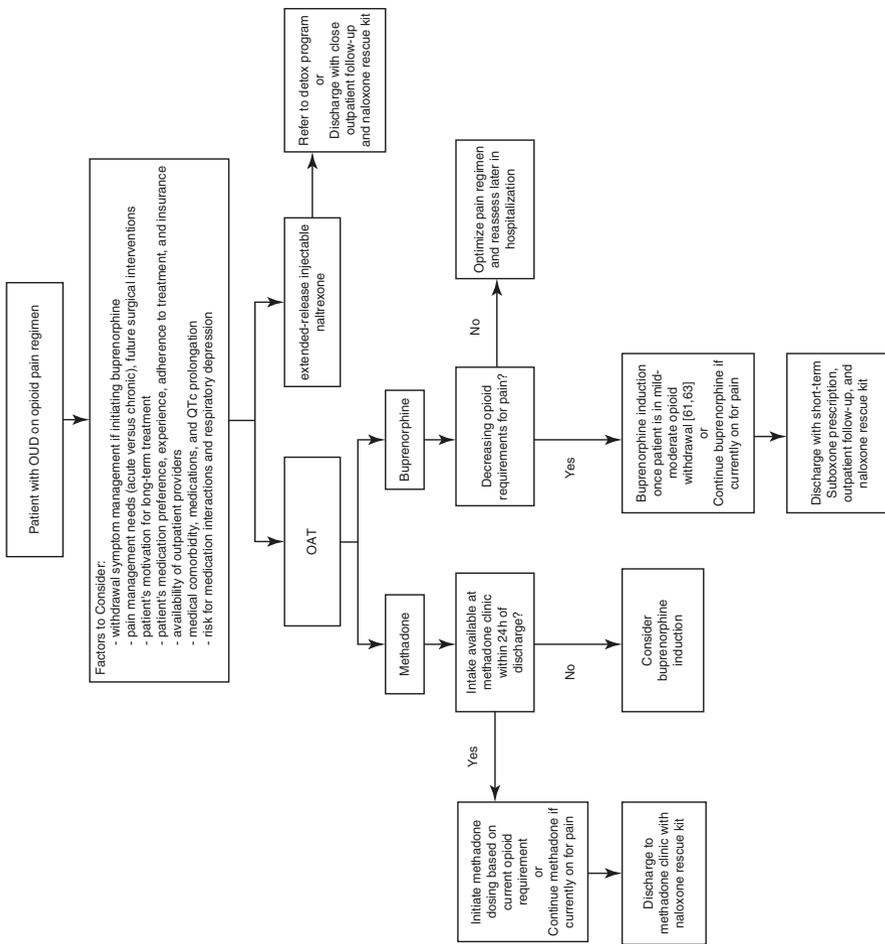 Patient with OUD on opioid pain regimen
Factors to Consider:
- withdrawal symptom management if initiating buprenorphine
- pain management needs (acute versus chronic), future surgical interventions
- patient's motivation for long-term treatment
- patient's medication preference, experience, adherence to treatment, and insurance
- availability of outpatient providers
- medical comorbidity, medications, and QTc prolongation
- risk for medication interactions and respiratory depression
OAT
extended-release injectable
naltrexone
Refer to detox program
or
Discharge with close
outpatient follow-up
and naloxone rescue kit
Methadone
Buprenorphine
Intake available at
methadone clinic
within 24h of
discharge?
Decreasing opioid
requirements for pain?
No
Optimize pain regimen
and reassess later in
hospitalization
Yes
Initiate methadone
dosing based on
current opioid
requirement
or
Continue methadone if
currently on for pain
No
Consider
buprenorphine
induction
Yes
Buprenorphine induction
once patient is in mild-
moderate opioid
withdrawal [61,63]
or
Continue buprenorphine if
currently on for pain
Discharge to
methadone clinic with
naloxone rescue kit
Discharge with short-term
Suboxone prescription,
outpatient follow-up, and
naloxone rescue kit